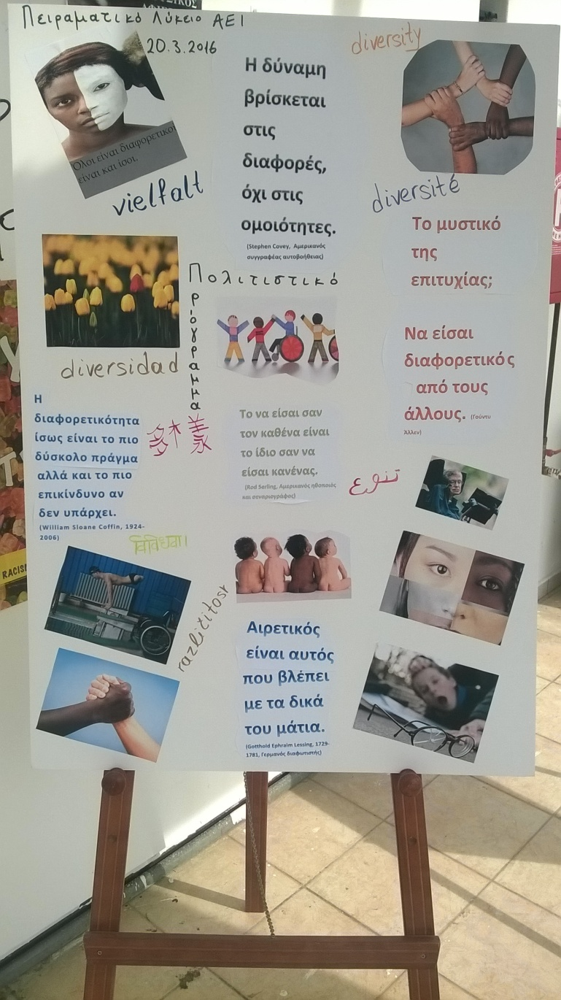 Πειραματικό Λύκειο ΑΕΙ
20.3.2016
diversity
Όλοι είναι διαφορετικοί
είναι και ίσοι.
vielfalt
Η δύναμη
βρίσκεται
στις
διαφορές,
όχι στις
ομοιότητες.
(Stephen Covey, Αμερικανός
συγγραφέας αυτοβοήθειας)
diversité
Το μυστικό
της
επιτυχίας;
Να είσαι
διαφορετικός
από τους
άλλους. (Γούντυ
Άλλεν)
Πολιτιστικό
Πρόγραμμα
diversidad
Η
διαφορετικότητα
ίσως είναι το πιο
δύσκολο πράγμα
αλλά και το πιο
επικίνδυνο αν
δεν υπάρχει.
(William Sloane Coffin, 1924-
2006)
Το να είσαι σαν
τον καθένα είναι
το ίδιο σαν να
είσαι κανένας.
(Rod Serling, Αμερικανός ηθοποιός
και σεναριογράφος)
تنوع
razližitost
Αιρετικός
είναι αυτός
που βλέπει
με τα δικά
του μάτια.
(Gotthold Ephraim Lessing, 1729-
1781, Γερμανός διαφωτιστής)
RACIS